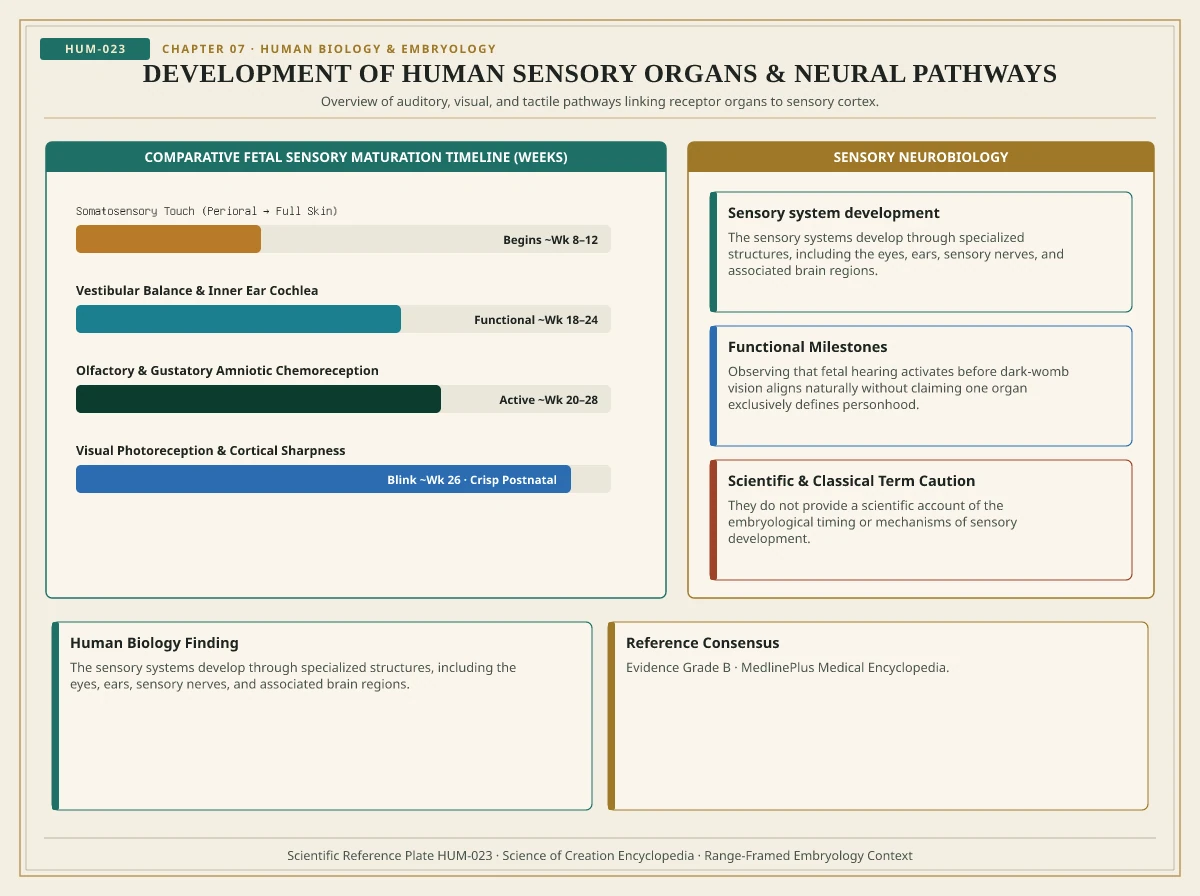 HUM-023
CHAPTER 07 · HUMAN BIOLOGY & EMBRYOLOGY
DEVELOPMENT OF HUMAN SENSORY ORGANS & NEURAL PATHWAYS
Overview of auditory, visual, and tactile pathways linking receptor organs to sensory cortex.
COMPARATIVE FETAL SENSORY MATURATION TIMELINE (WEEKS)
Somatosensory Touch (Perioral → Full Skin)
Begins ~Wk 8–12
Vestibular Balance & Inner Ear Cochlea
Functional ~Wk 18–24
Olfactory & Gustatory Amniotic Chemoreception
Active ~Wk 20–28
Visual Photoreception & Cortical Sharpness
Blink ~Wk 26 · Crisp Postnatal
SENSORY NEUROBIOLOGY
Sensory system development
The sensory systems develop through specialized
structures, including the eyes, ears, sensory nerves, and
associated brain regions.
Functional Milestones
Observing that fetal hearing activates before dark-womb
vision aligns naturally without claiming one organ
exclusively defines personhood.
Scientific & Classical Term Caution
They do not provide a scientific account of the
embryological timing or mechanisms of sensory
development.
Human Biology Finding
The sensory systems develop through specialized structures, including the
eyes, ears, sensory nerves, and associated brain regions.
Reference Consensus
Evidence Grade B · MedlinePlus Medical Encyclopedia.
Scientific Reference Plate HUM-023 · Science of Creation Encyclopedia · Range-Framed Embryology Context